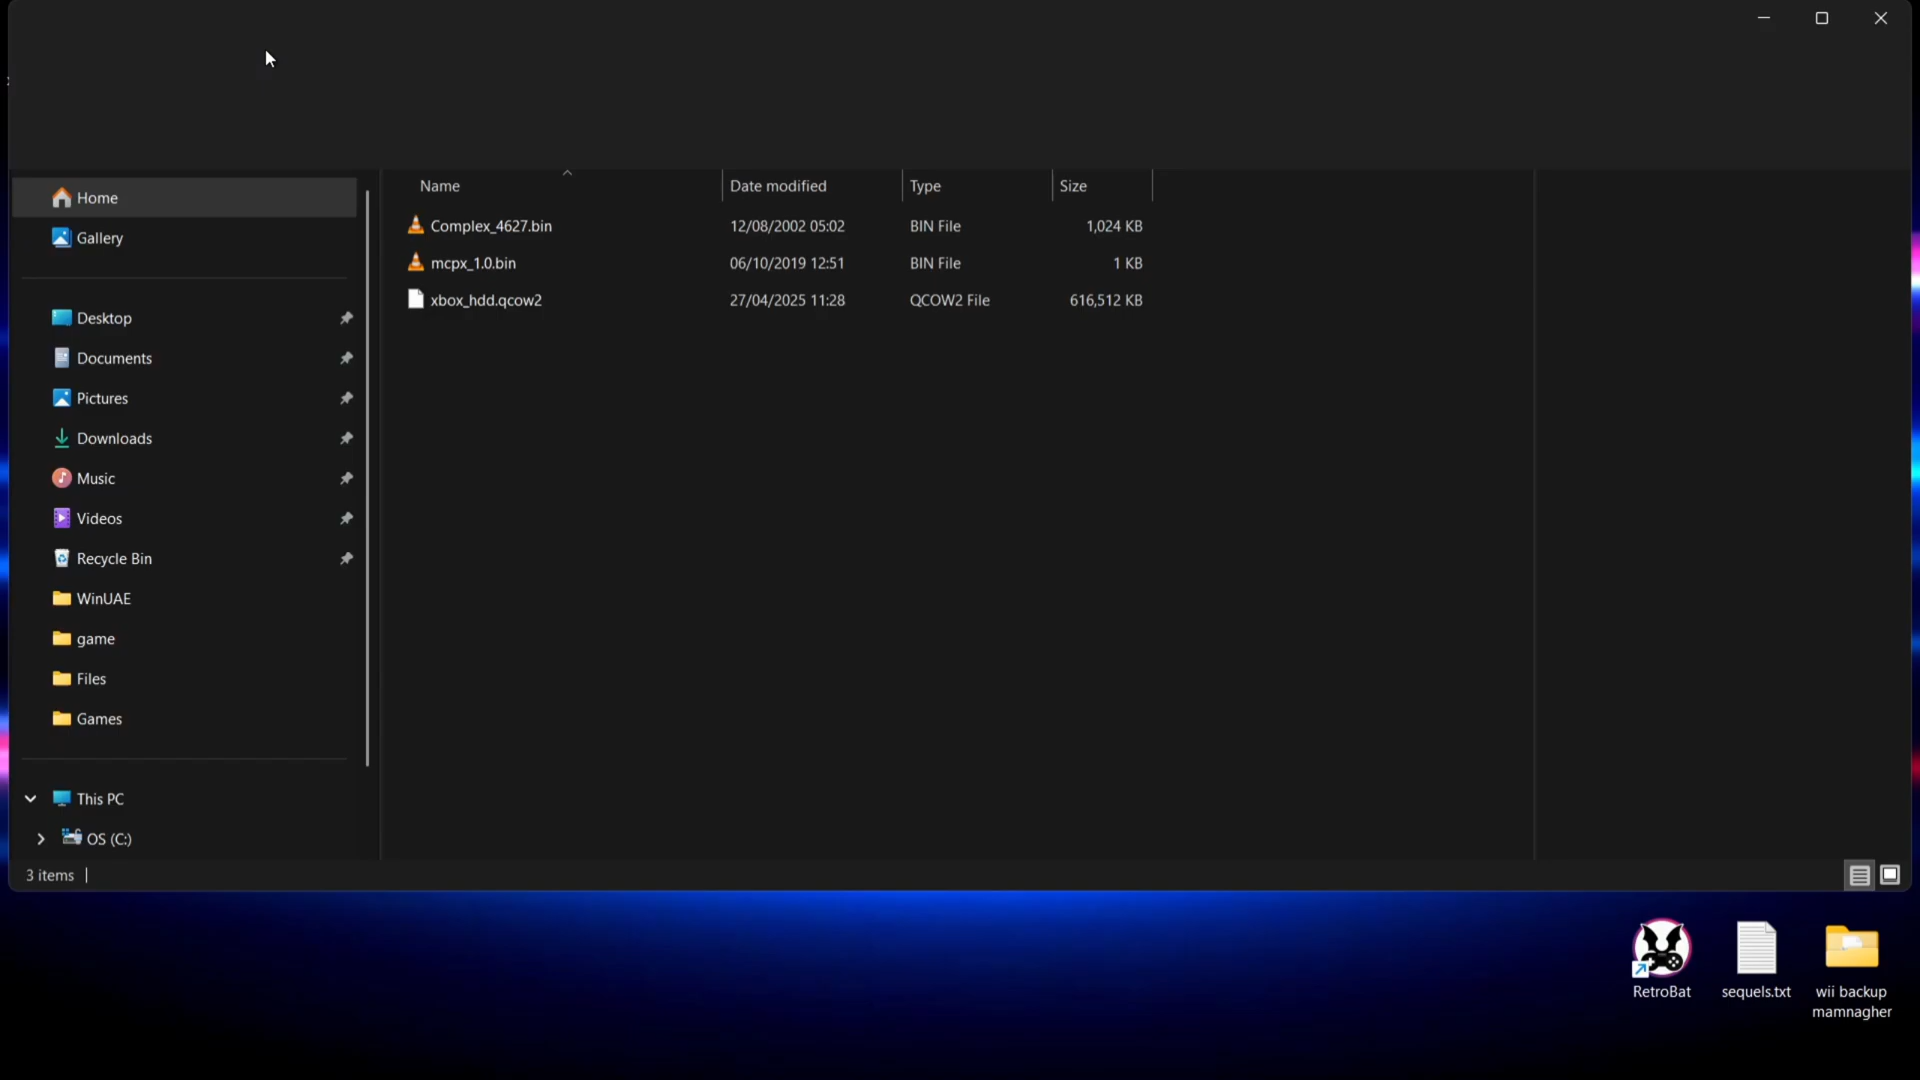 Home
Gallery
Desktop
Documents
Pictures
Downloads
Music
Videos
Recycle Bin
WinUAE
game
Files
Games
This PC
OS (C:)
Name Date modified Type Size
Complex_4627.bin 12/08/2002 05:02 BIN File 1,024 KB
mcpx_1.0.bin 06/10/2019 12:51 BIN File 1 KB
xbox_hdd.qcow2 27/04/2025 11:28 QCOW2 File 616,512 KB
3 items
RetroBat
sequels.txt
wii backup
mamnagher